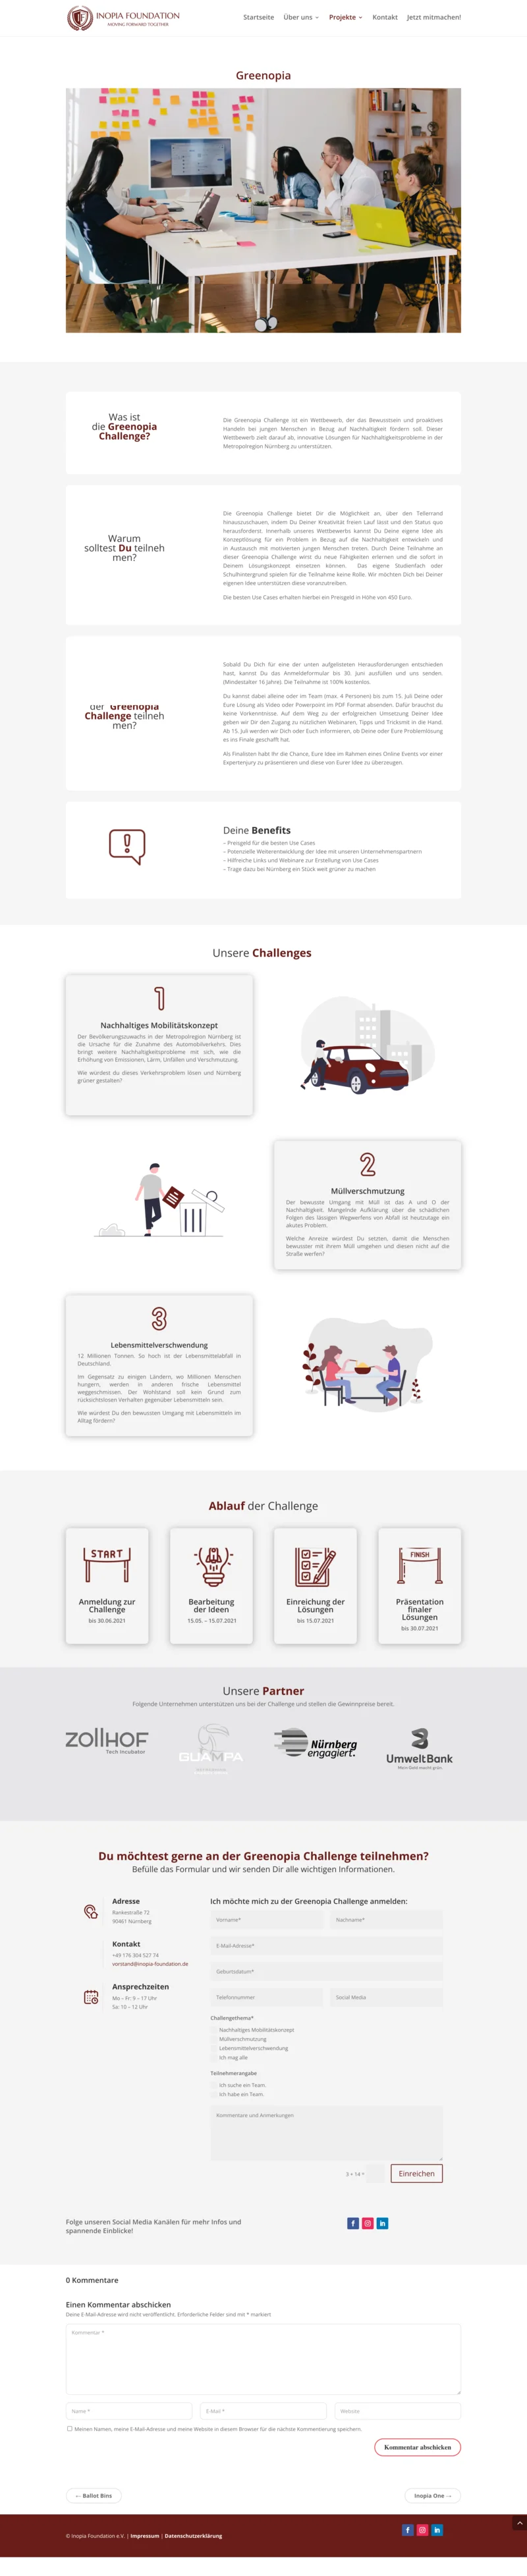 INOPIA FOUNDATION
MOVING FORWARD TOGETHER
Startseite Über uns Projekte Kontakt Jetzt mitmachen!
Greenopia
Was ist
die Greenopia
Challenge?
Die Greenopia Challenge ist ein Wettbewerb, der das Bewusstsein und proaktives
Handeln bei jungen Menschen in Bezug auf Nachhaltigkeit fördern soll. Dieser
Wettbewerb zielt darauf ab, innovative Lösungen für Nachhaltigkeitsprobleme in der
Metropolregion Nürnberg zu unterstützen.
Warum
solltest Du teilneh
men?
Die Greenopia Challenge bietet Dir die Möglichkeit an, über den Tellerrand
hinauszuschauen, indem Du Deiner Kreativität freien Lauf lässt und den Status quo
herausforderst. Innerhalb unseres Wettbewerbs kannst Du Deine eigene Idee als
Konzeptlösung für ein Problem in Bezug auf die Nachhaltigkeit entwickeln und
in Austausch mit motivierten jungen Menschen treten. Durch Deine Teilnahme an
dieser Greenopia Challenge wirst du neue Fähigkeiten erlernen und die sofort in
Deinem Lösungskonzept einsetzen können. Das eigene Studienfach oder
Schulhintergrund spielen für die Teilnahme keine Rolle. Wir möchten Dich bei Deiner
eigenen Idee unterstützen diese voranzutreiben.
Die besten Use Cases erhalten hierbei ein Preisgeld in Höhe von 450 Euro.
der Greenopia
Challenge teilneh
men?
Sobald Du Dich für eine der unten aufgelisteten Herausforderungen entschieden
hast, kannst Du das Anmeldeformular bis 30. Juni ausfüllen und uns senden.
(Mindestalter 16 Jahre). Die Teilnahme ist 100% kostenlos.
Du kannst dabei alleine oder im Team (max. 4 Personen) bis zum 15. Juli Deine oder
Eure Lösung als Video oder Powerpoint im PDF Format absenden. Dafür brauchst du
keine Vorkenntnisse. Auf dem Weg zu der erfolgreichen Umsetzung Deiner Idee
geben wir Dir den Zugang zu nützlichen Webinaren, Tipps und Tricksmit in die Hand.
Ab 15. Juli werden wir Dich oder Euch informieren, ob Deine oder Eure Problemlösung
es ins Finale geschafft hat.
Als Finalisten habt ihr die Chance, Eure Idee im Rahmen eines Online Events vor einer
Expertenjury zu präsentieren und diese von Eurer Idee zu überzeugen.
Deine Benefits
– Preisgeld für die besten Use Cases
– Potenzielle Weiterentwicklung der Idee mit unseren Unternehmenspartnern
– Hilfreiche Links und Webinare zur Erstellung von Use Cases
– Trage dazu bei Nürnberg ein Stück weit grüner zu machen
Unsere Challenges
1
Nachhaltiges Mobilitätskonzept
Der Bevölkerungszuwachs in der Metropolregion Nürnberg ist
die Ursache für die Zunahme des Automobilverkehrs. Dies
bringt weitere Nachhaltigkeitsprobleme mit sich, wie die
Erhöhung von Emissionen, Lärm, Unfällen und Verschmutzung.
Wie würdest du dieses Verkehrsproblem lösen und Nürnberg
grüner gestalten?
2
Müllverschmutzung
Der bewusste Umgang mit Müll ist das A und O der
Nachhaltigkeit. Mangelnde Aufklärung über die schädlichen
Folgen des lässigen Wegwerfens von Abfall ist heutzutage ein
akutes Problem.
Welche Anreize würdest Du setzten, damit die Menschen
bewusster mit ihrem Müll umgehen und diesen nicht auf die
Straße werfen?
3
Lebensmittelverschwendung
12 Millionen Tonnen. So hoch ist der Lebensmittelabfall in
Deutschland.
Im Gegensatz zu einigen Ländern, wo Millionen Menschen
hungern, werden in anderen frische Lebensmittel
weggeschmissen. Der Wohlstand soll kein Grund zum
rücksichtslosen Verhalten gegenüber Lebensmitteln sein.
Wie würdest Du den bewussten Umgang mit Lebensmitteln im
Alltag fördern?
Ablauf der Challenge
START
Anmeldung zur
Challenge
bis 30.06.2021
Bearbeitung
der Ideen
15.05. – 15.07.2021
Einreichung der
Lösungen
bis 15.07.2021
FINISH
Präsentation
finaler
Lösungen
bis 30.07.2021
Unsere Partner
Folgende Unternehmen unterstützen uns bei der Challenge und stellen die Gewinnpreise bereit.
ZOLLHOF
Tech Incubator
GUAMPA
Nürnberg
engagiert.
UmweltBank
Mein Geld macht grün.
Du möchtest gerne an der Greenopia Challenge teilnehmen?
Befülle das Formular und wir senden Dir alle wichtigen Informationen.
Adresse
Rankestraße 72
90461 Nürnberg
Kontakt
+49 176 304 527 74
vorstand@inopia-foundation.de
Ansprechzeiten
Mo – Fr: 9 – 17 Uhr
Sa: 10 – 12 Uhr
Ich möchte mich zu der Greenopia Challenge anmelden:
Vorname* Nachname*
E-Mail-Adresse*
Geburtsdatum*
Telefonnummer Social Media
Challengethema*
Nachhaltiges Mobilitätskonzept
Müllverschmutzung
Lebensmittelverschwendung
Ich mag alle
Teilnehmerangabe
Ich suche ein Team.
Ich habe ein Team.
Kommentare und Anmerkungen
3 + 14 = Einreichen
Folge unseren Social Media Kanälen für mehr Infos und
spannende Einblicke!
0 Kommentare
Einen Kommentar abschicken
Deine E-Mail-Adresse wird nicht veröffentlicht. Erforderliche Felder sind mit * markiert
Kommentar *
Name * E-Mail * Website
Meinen Namen, meine E-Mail-Adresse und meine Website in diesem Browser für die nächste Kommentierung speichern.
Kommentar abschicken
← Ballot Bins Inopia One →
© Inopia Foundation e.V. | Impressum | Datenschutzerklärung